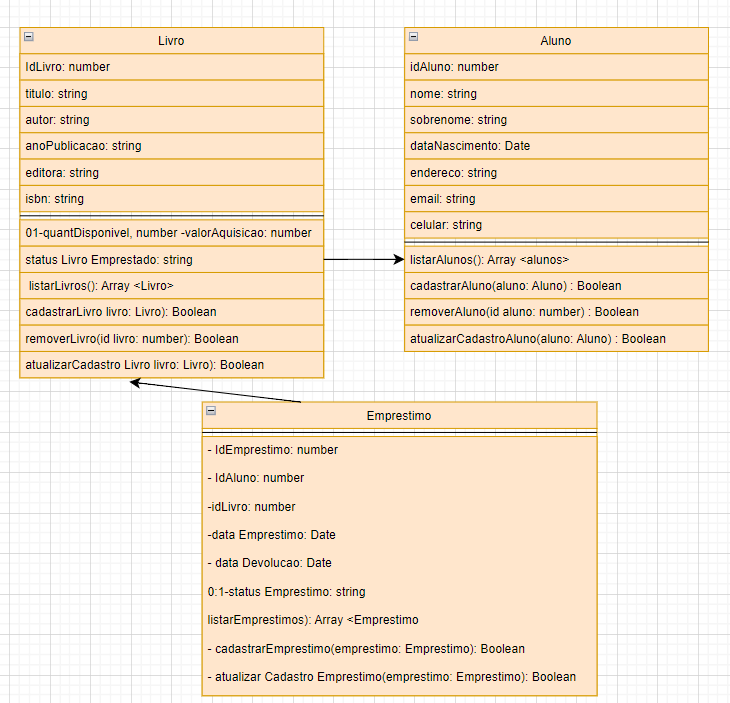 Livro
IdLivro: number
titulo: string
autor: string
anoPublicacao: string
editora: string
isbn: string
01-quantDisponivel, number -valorAquisicao: number
status Livro Emprestado: string
listarLivros(): Array <Livro>
cadastrarLivro livro: Livro): Boolean
removerLivro(id livro: number): Boolean
atualizarCadastro Livro livro: Livro): Boolean
Aluno
idAluno: number
nome: string
sobrenome: string
dataNascimento: Date
endereco: string
email: string
celular: string
listarAlunos(): Array <alunos>
cadastrarAluno(aluno: Aluno) : Boolean
removerAluno(id aluno: number) : Boolean
atualizarCadastroAluno(aluno: Aluno) : Boolean
Emprestimo
- IdEmprestimo: number
- IdAluno: number
-idLivro: number
-data Emprestimo: Date
- data Devolucao: Date
0:1-status Emprestimo: string
listarEmprestimos): Array <Emprestimo
- cadastrarEmprestimo(emprestimo: Emprestimo): Boolean
- atualizar Cadastro Emprestimo(emprestimo: Emprestimo): Boolean